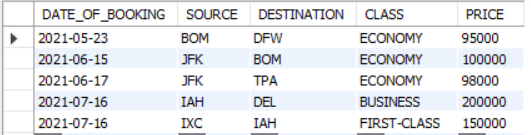 DATE_OF_BOOKING SOURCE DESTINATION CLASS PRICE
2021-05-23 BOM DFW ECONOMY 95000
2021-06-15 JFK BOM ECONOMY 100000
2021-06-17 JFK TPA ECONOMY 98000
2021-07-16 IAH DEL BUSINESS 200000
2021-07-16 IXC IAH FIRST-CLASS 150000